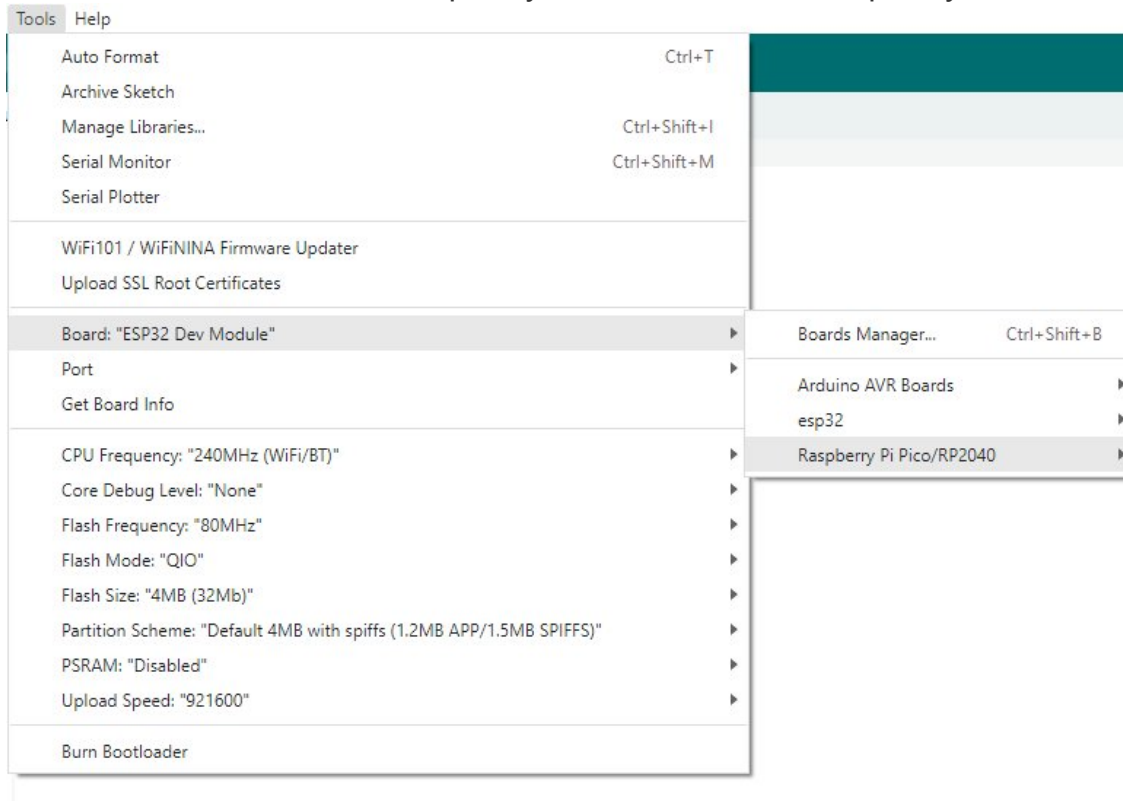 Tools Help
Auto Format Ctrl+T
Archive Sketch
Manage Libraries... Ctrl+Shift+I
Serial Monitor Ctrl+Shift+M
Serial Plotter
WiFi101 / WiFiNINA Firmware Updater
Upload SSL Root Certificates
Board: "ESP32 Dev Module"
Port
Get Board Info
CPU Frequency: "240MHz (WiFi/BT)"
Core Debug Level: "None"
Flash Frequency: "80MHz"
Flash Mode: "QIO"
Flash Size: "4MB (32Mb)"
Partition Scheme: "Default 4MB with spiffs (1.2MB APP/1.5MB SPIFFS)"
PSRAM: "Disabled"
Upload Speed: "921600"
Burn Bootloader
Boards Manager... Ctrl+Shift+B
Arduino AVR Boards
esp32
Raspberry Pi Pico/RP2040